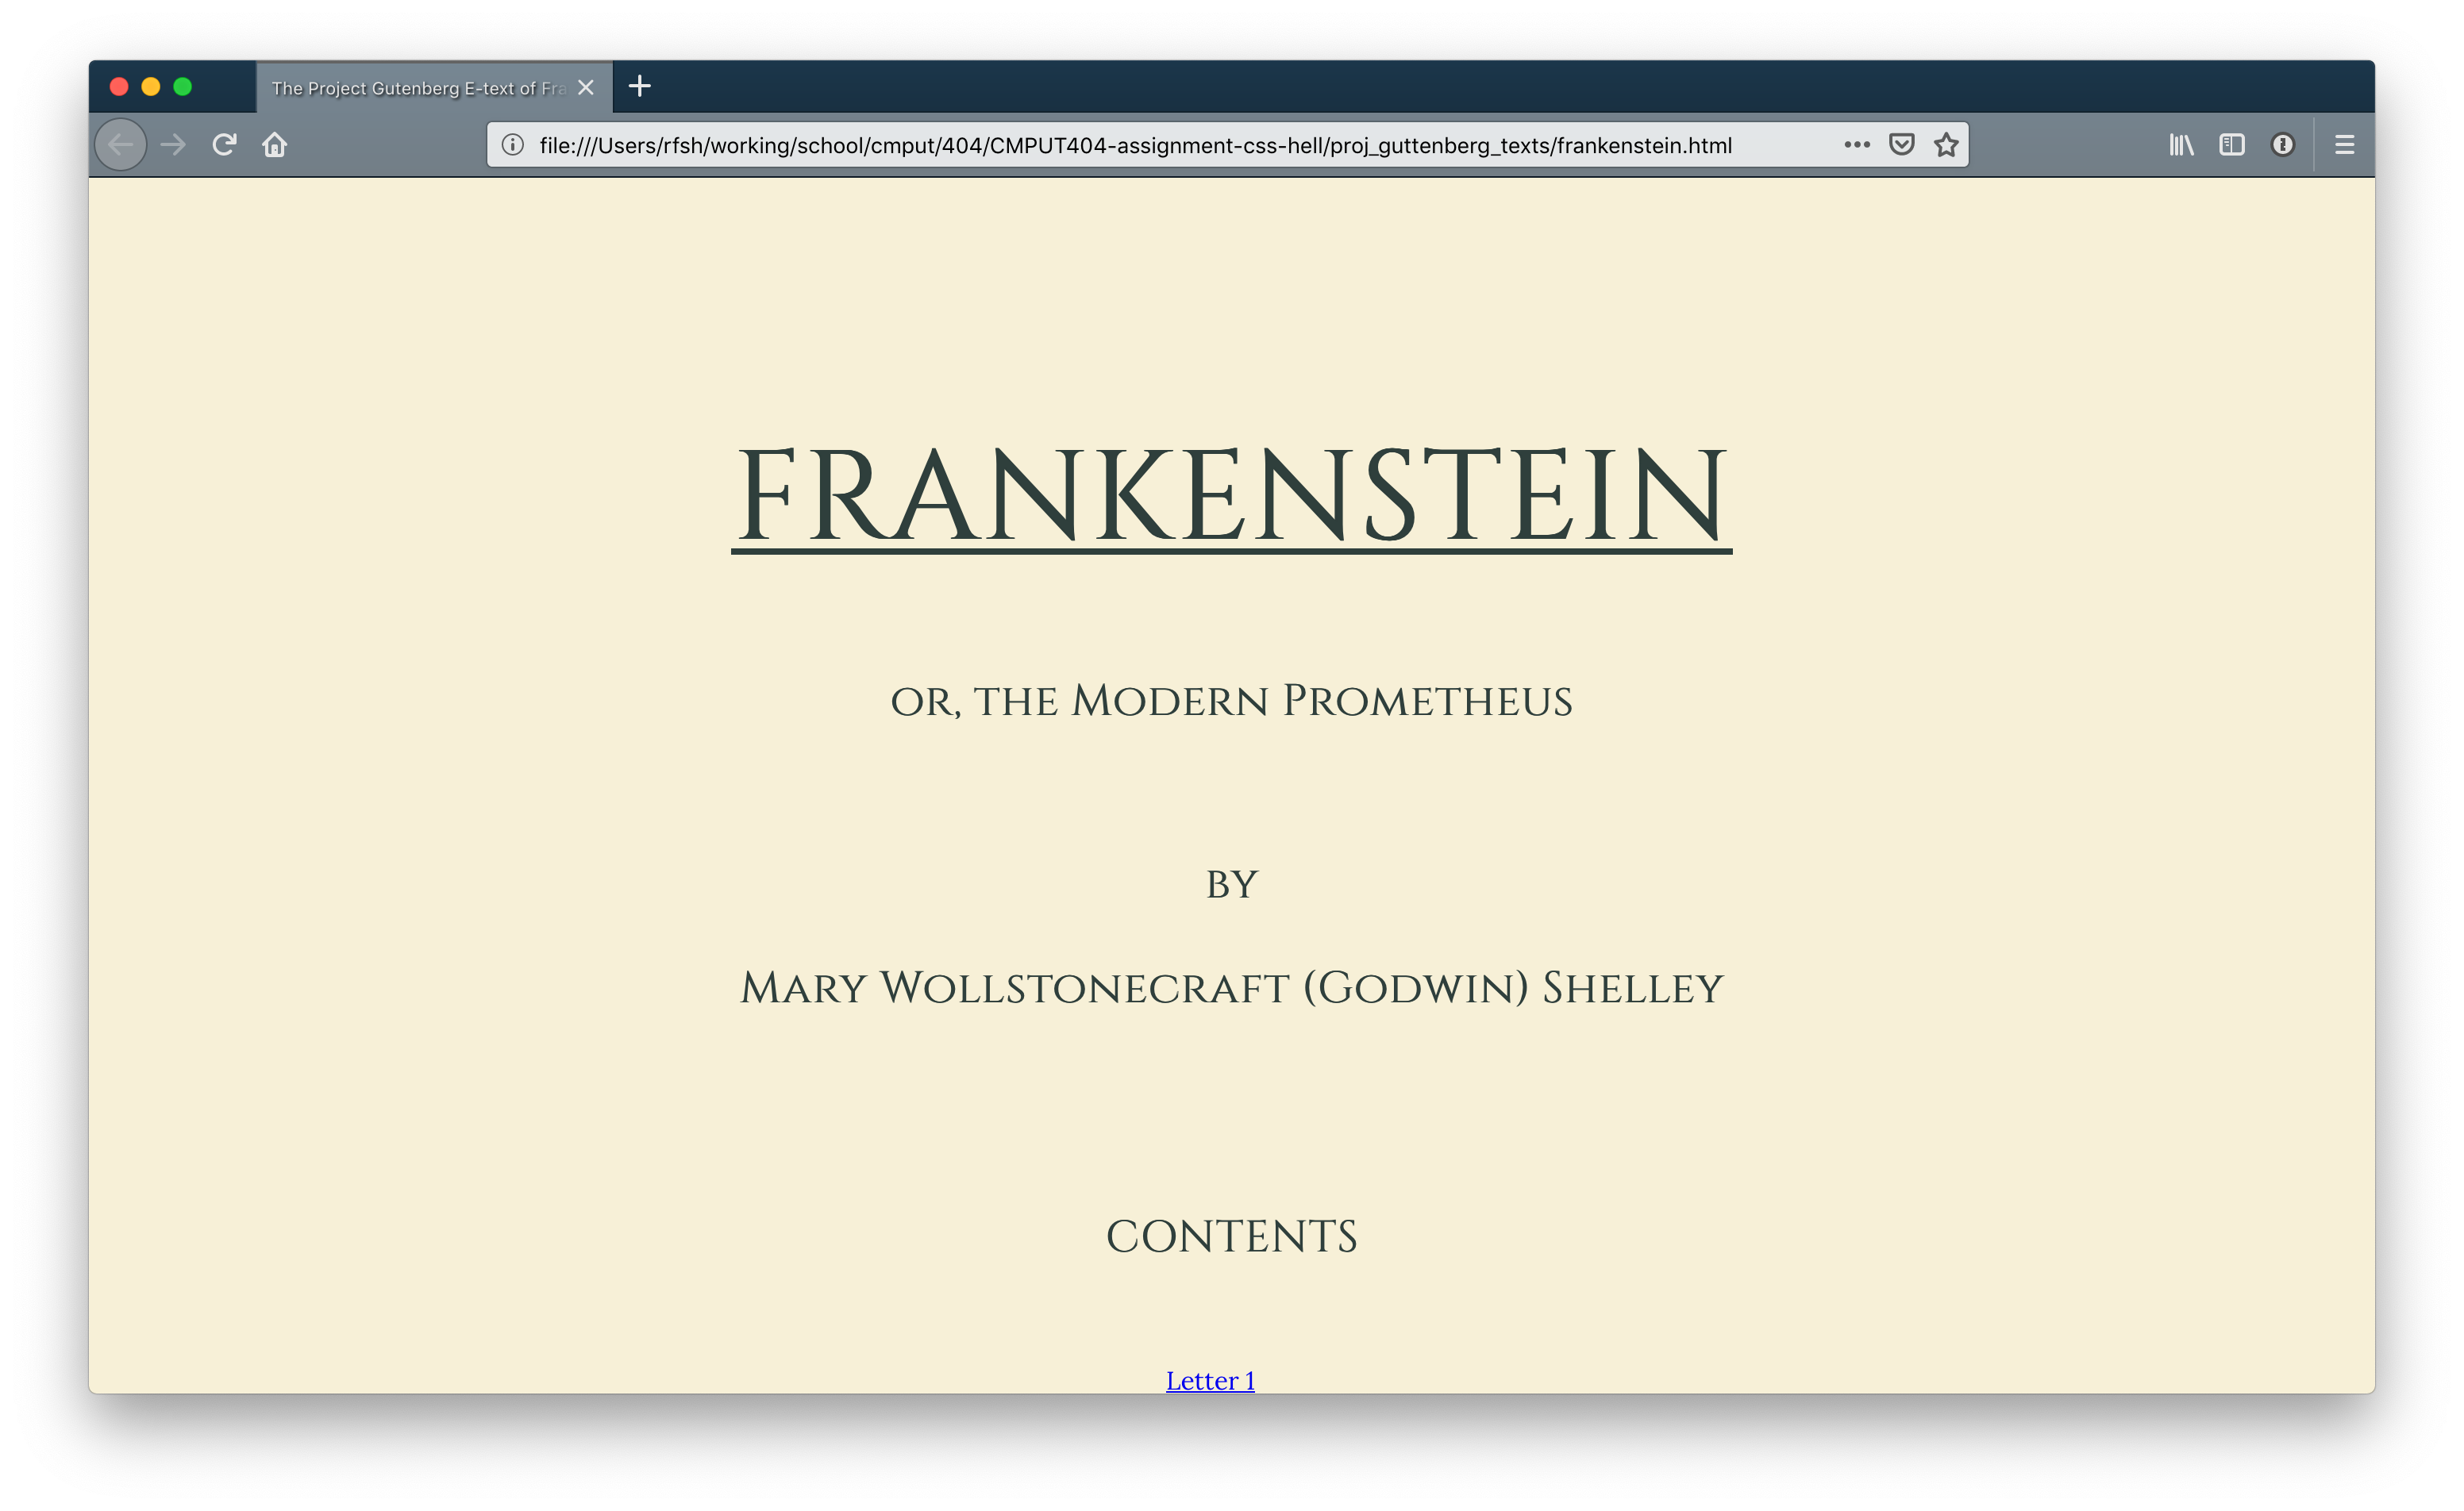 The Project Gutenberg E-text of Fra
file:///Users/rfsh/working/school/cmput/404/CMPUT404-assignment-css-hell/proj_guttenberg_texts/frankenstein.html
FRANKENSTEIN
or, the Modern Prometheus
by
Mary Wollstonecraft (Godwin) Shelley
CONTENTS
Letter 1